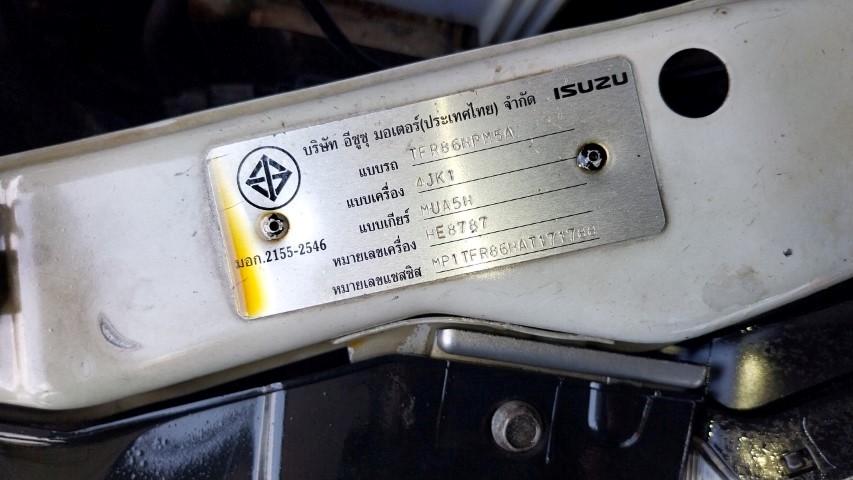 ISUZU
บริษัท อีซูซุ มอเตอร์(ประเทศไทย) จำกัด
แบบรถ TFR86HPM5A
แบบเครื่อง 4JK1
แบบเกียร์ MUA5H
หมายเลขเครื่อง HE8787
หมายเลขแชสซิส
มอก.2155-2546